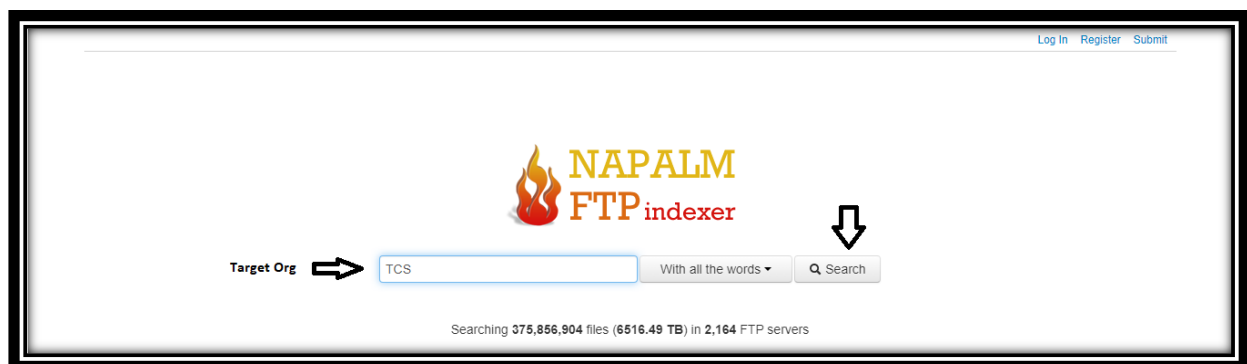 Log In Register Submit
NAPALM
FTP indexer
Target Org TCS With all the words Search
Searching 375,856,904 files (6516.49 TB) in 2,164 FTP servers